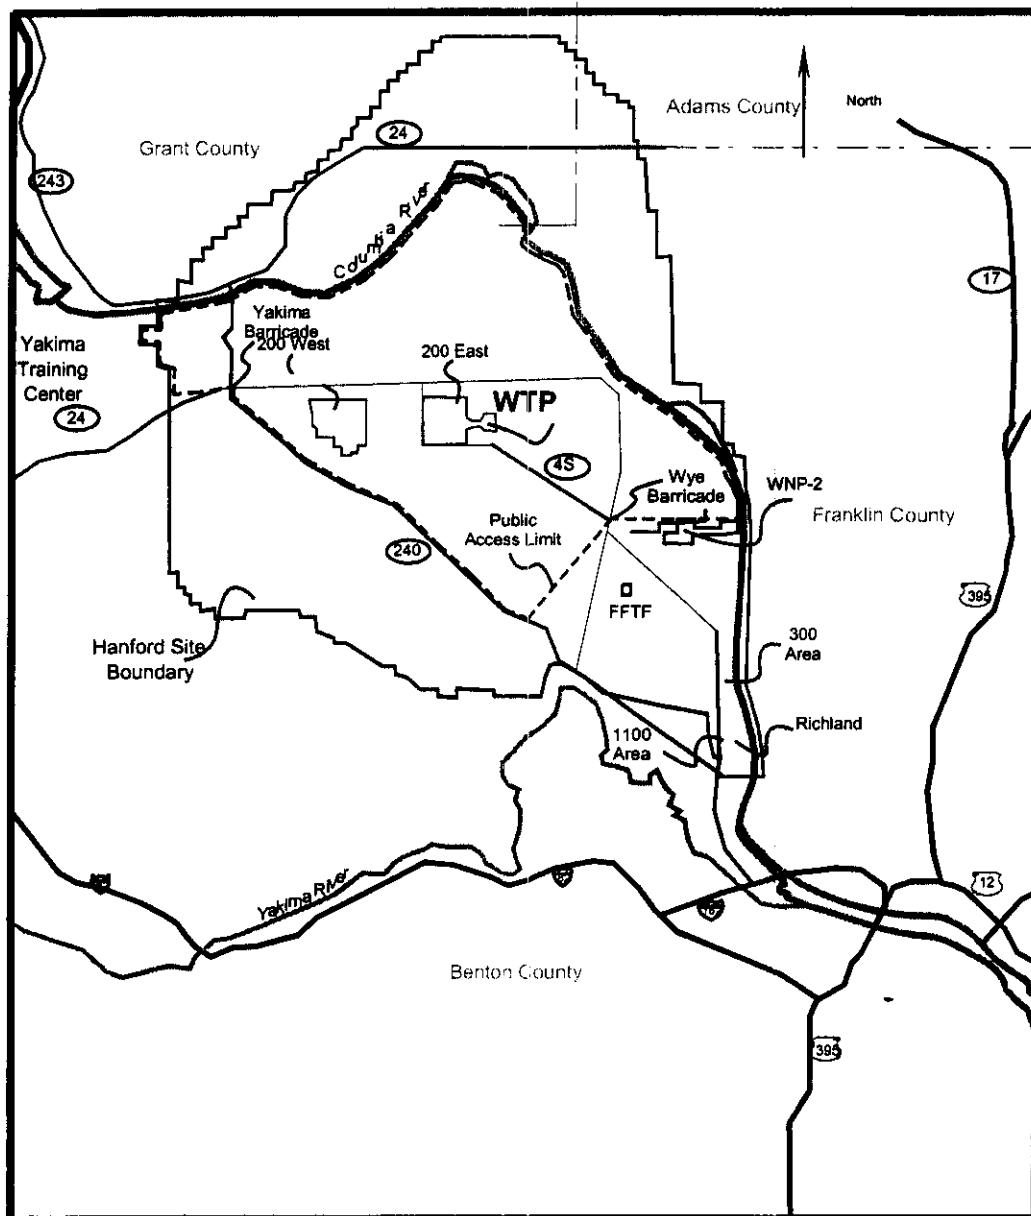 Adams County
North
24
Grant County
243
Columbia River
17
Yakima
Barricade
200 West
200 East
Yakima
Training
Center
24
WTP
4S
Wye
Barricade
WNP-2
Franklin County
Public
Access Limit
240
395
FFTF
Hanford Site
Boundary
300
Area
Richland
1100
Area
12
Yakima River
Benton County
395